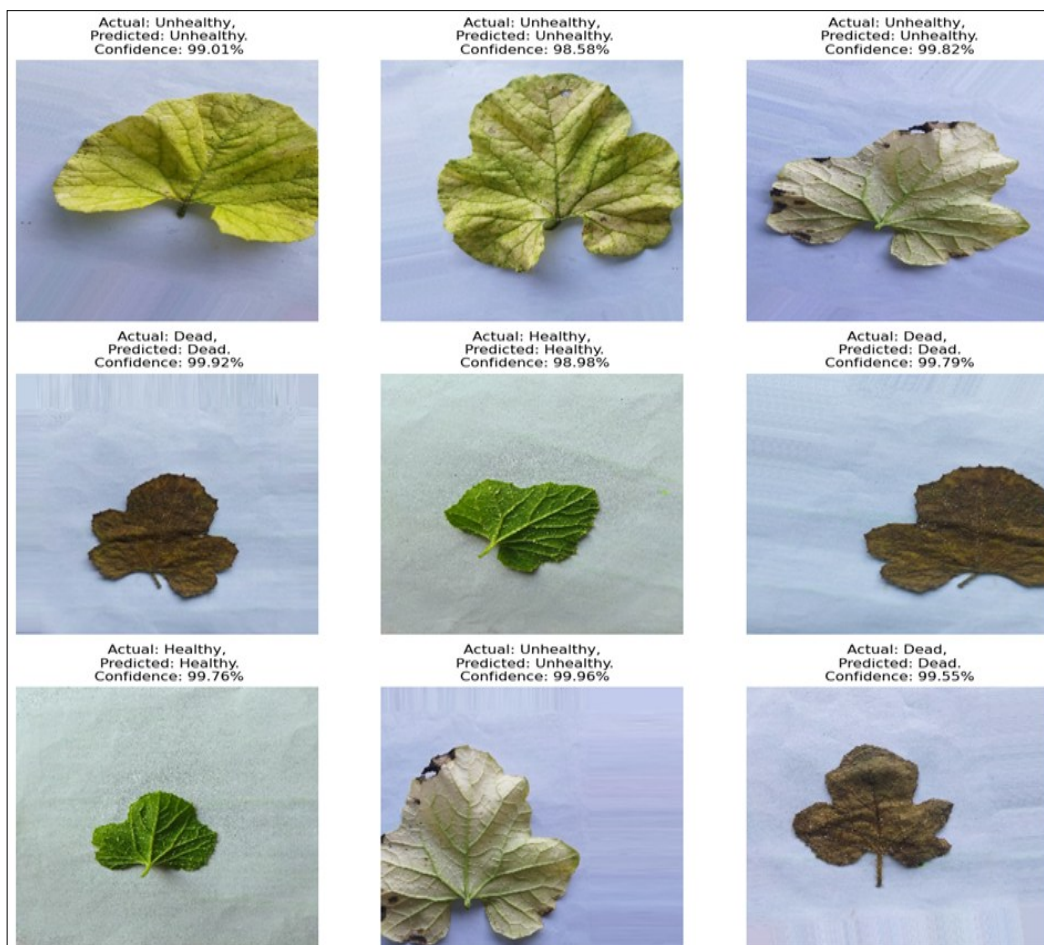 Actual: Unhealthy,
Predicted: Unhealthy.
Confidence: 99.01%
Actual: Unhealthy,
Predicted: Unhealthy.
Confidence: 98.58%
Actual: Unhealthy,
Predicted: Unhealthy.
Confidence: 99.82%
Actual: Dead,
Predicted: Dead.
Confidence: 99.92%
Actual: Healthy,
Predicted: Healthy.
Confidence: 98.98%
Actual: Dead,
Predicted: Dead.
Confidence: 99.79%
Actual: Healthy,
Predicted: Healthy.
Confidence: 99.76%
Actual: Unhealthy,
Predicted: Unhealthy.
Confidence: 99.96%
Actual: Dead,
Predicted: Dead.
Confidence: 99.55%